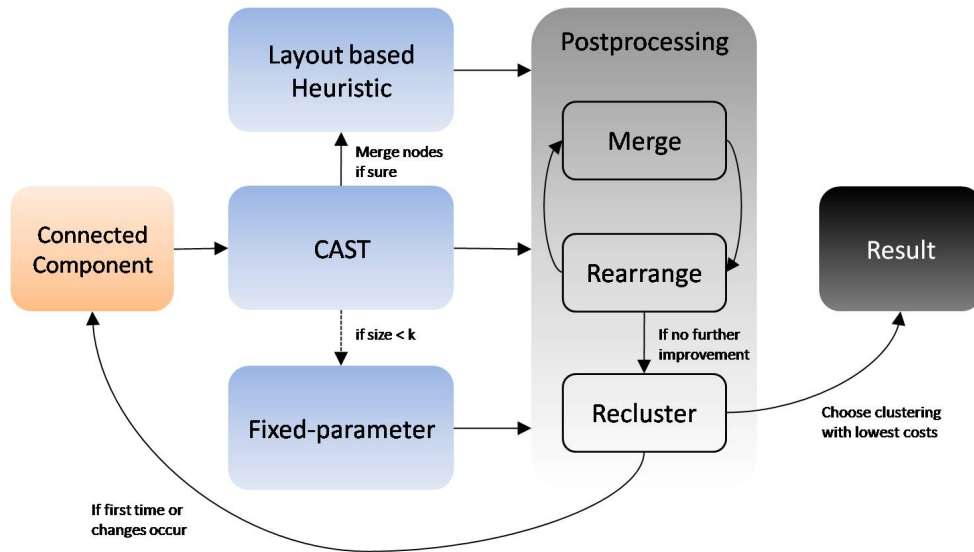 Layout based
Heuristic
Postprocessing
Merge
Merge nodes
if sure
Connected
Component
CAST
Rearrange
Result
if size < k
If no further
improvement
Fixed-parameter
Recluster
Choose clustering
with lowest costs
If first time or
changes occur